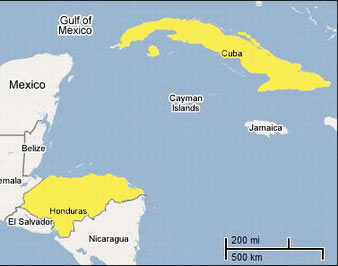 Gulf of
Mexico
Cuba
Mexico
Cayman
Islands
Jamaica
Belize
emala
Honduras
El Salvador
Nicaragua
200 mi
500 km